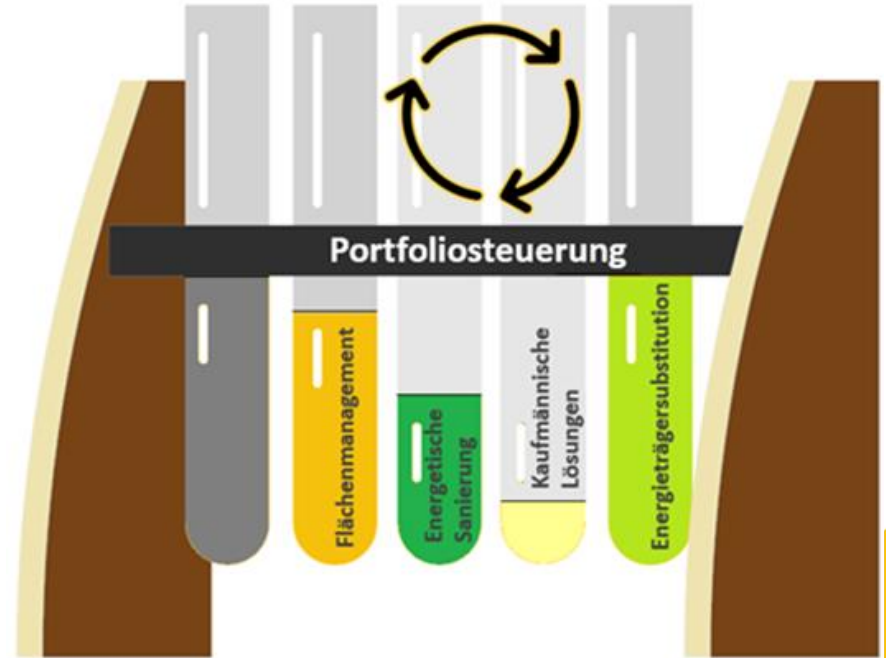 Portfoliosteuerung
Flächenmanagement
Energetische
Sanierung
Kaufmännische
Lösungen
Energieträgersubstitution